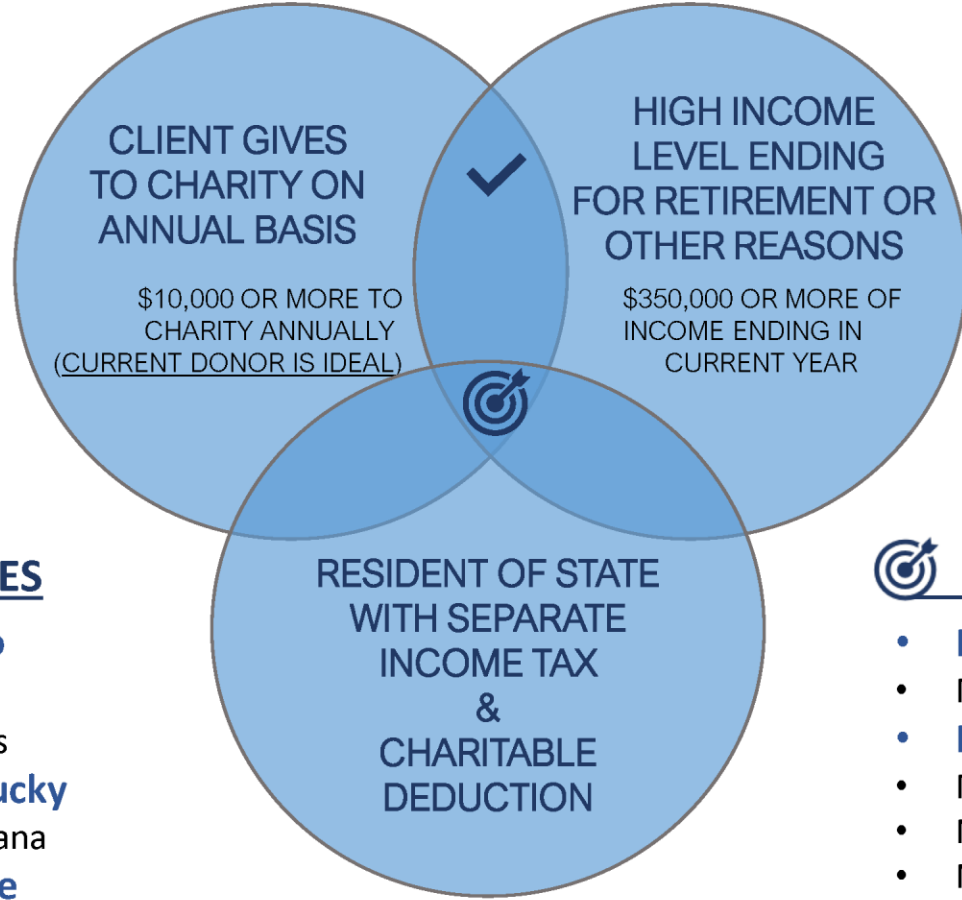 CLIENT GIVES
TO CHARITY ON
ANNUAL BASIS
$10,000 OR MORE TO
CHARITY ANNUALLY
(CURRENT DONOR IS IDEAL)
HIGH INCOME
LEVEL ENDING
FOR RETIREMENT OR
OTHER REASONS
$350,000 OR MORE OF
INCOME ENDING IN
CURRENT YEAR
RESIDENT OF STATE
WITH SEPARATE
INCOME TAX
&
CHARITABLE
DEDUCTION
ES
s
ucky
ana
e